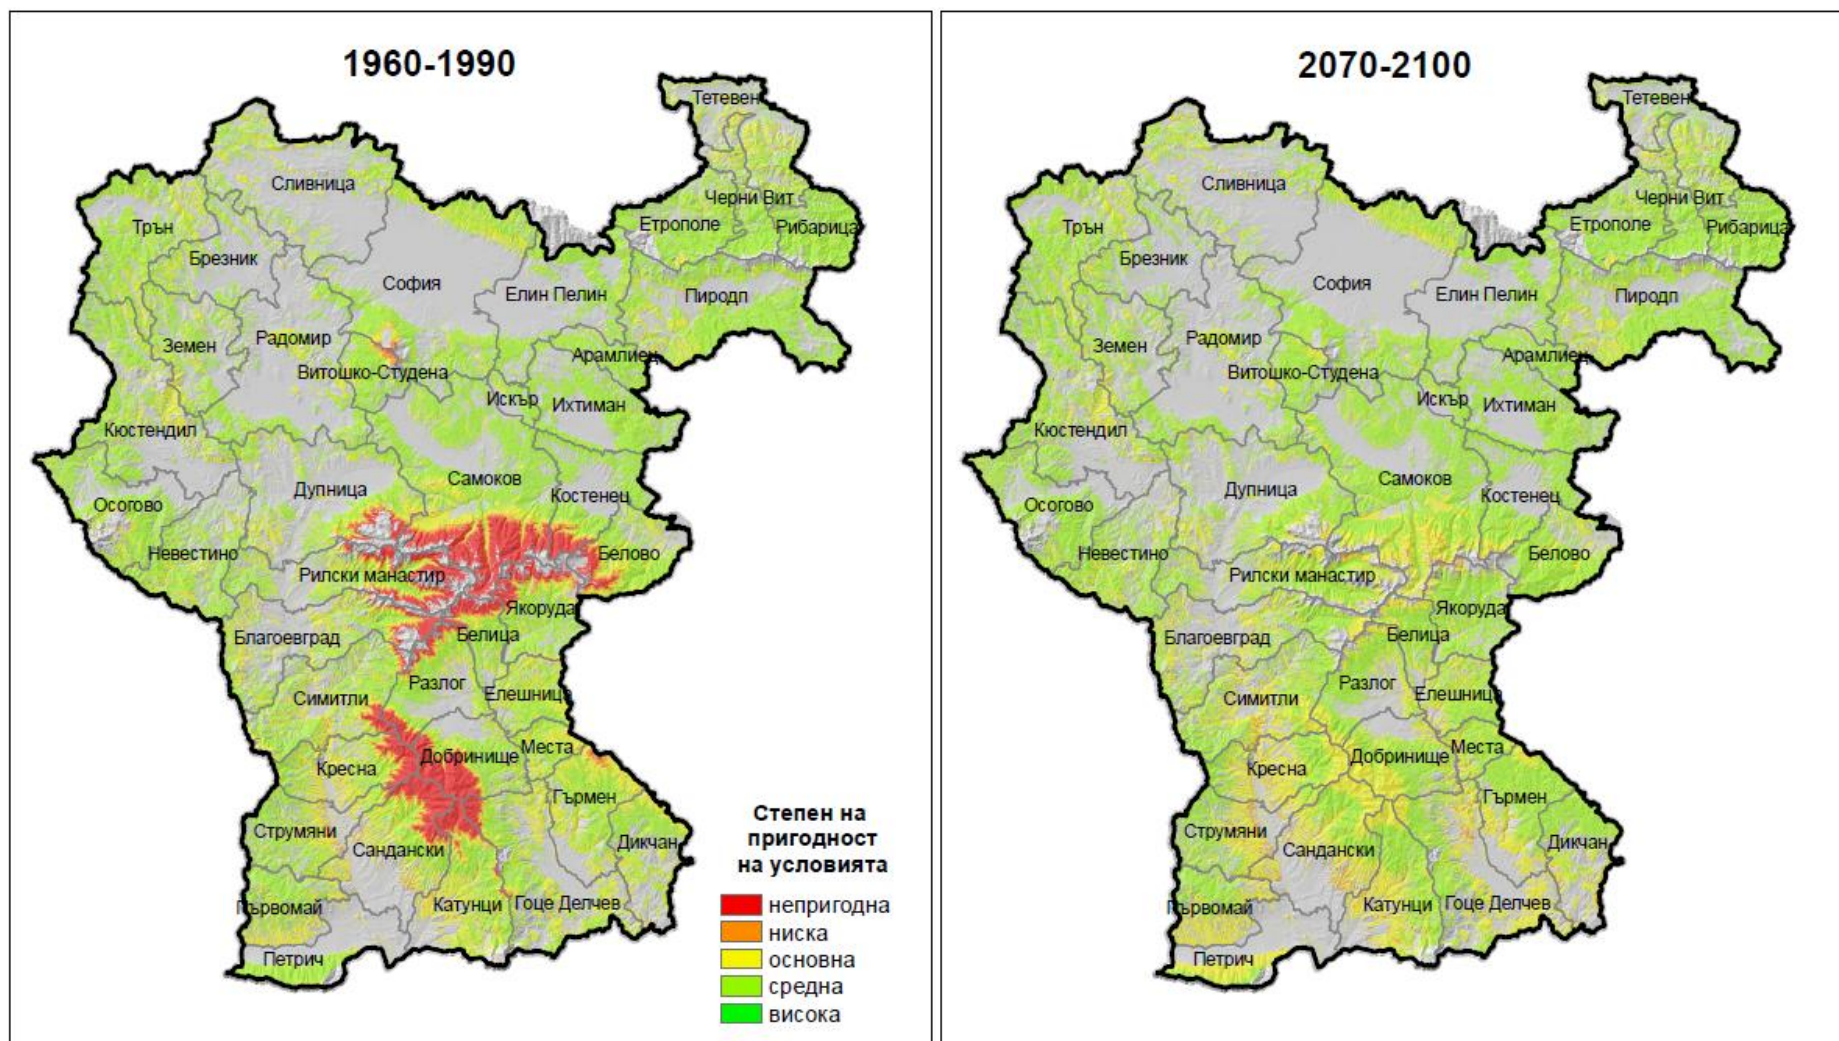 1960-1990
Тетевен
Сливница
Черни Вит
Етрополе
Рибарица
Трън
Брезник
София
Елин Пелин
Пиродп
Земен
Радомир
Арамлиец
Витошко-Студена
Искър
Ихтиман
Кюстендил
Самоков
Дупница
Костенец
Осогово
Невестино
Белово
Рилски манастир
Якоруда
Благоевград
Белица
Разлог
Елешница
Симитли
Места
Добринище
Кресна
Гърмен
Струмяни
Дикчан
Сандански
Първомай
Катунци
Гоце Делчев
Петрич
Степен на
пригодност
на условията
непригодна
ниска
основна
средна
висока
2070-2100
Тетевен
Сливница
Черни Вит
Етрополе
Рибарица
Трън
Брезник
София
Елин Пелин
Пиродп
Земен
Радомир
Арамлиец
Витошко-Студена
Искър
Ихтиман
Кюстендил
Самоков
Дупница
Костенец
Осогово
Невестино
Белово
Рилски манастир
Якоруда
Благоевград
Белица
Разлог
Елешница
Симитли
Места
Добринище
Кресна
Гърмен
Струмяни
Дикчан
Сандански
Първомай
Катунци
Гоце Делчев
Петрич